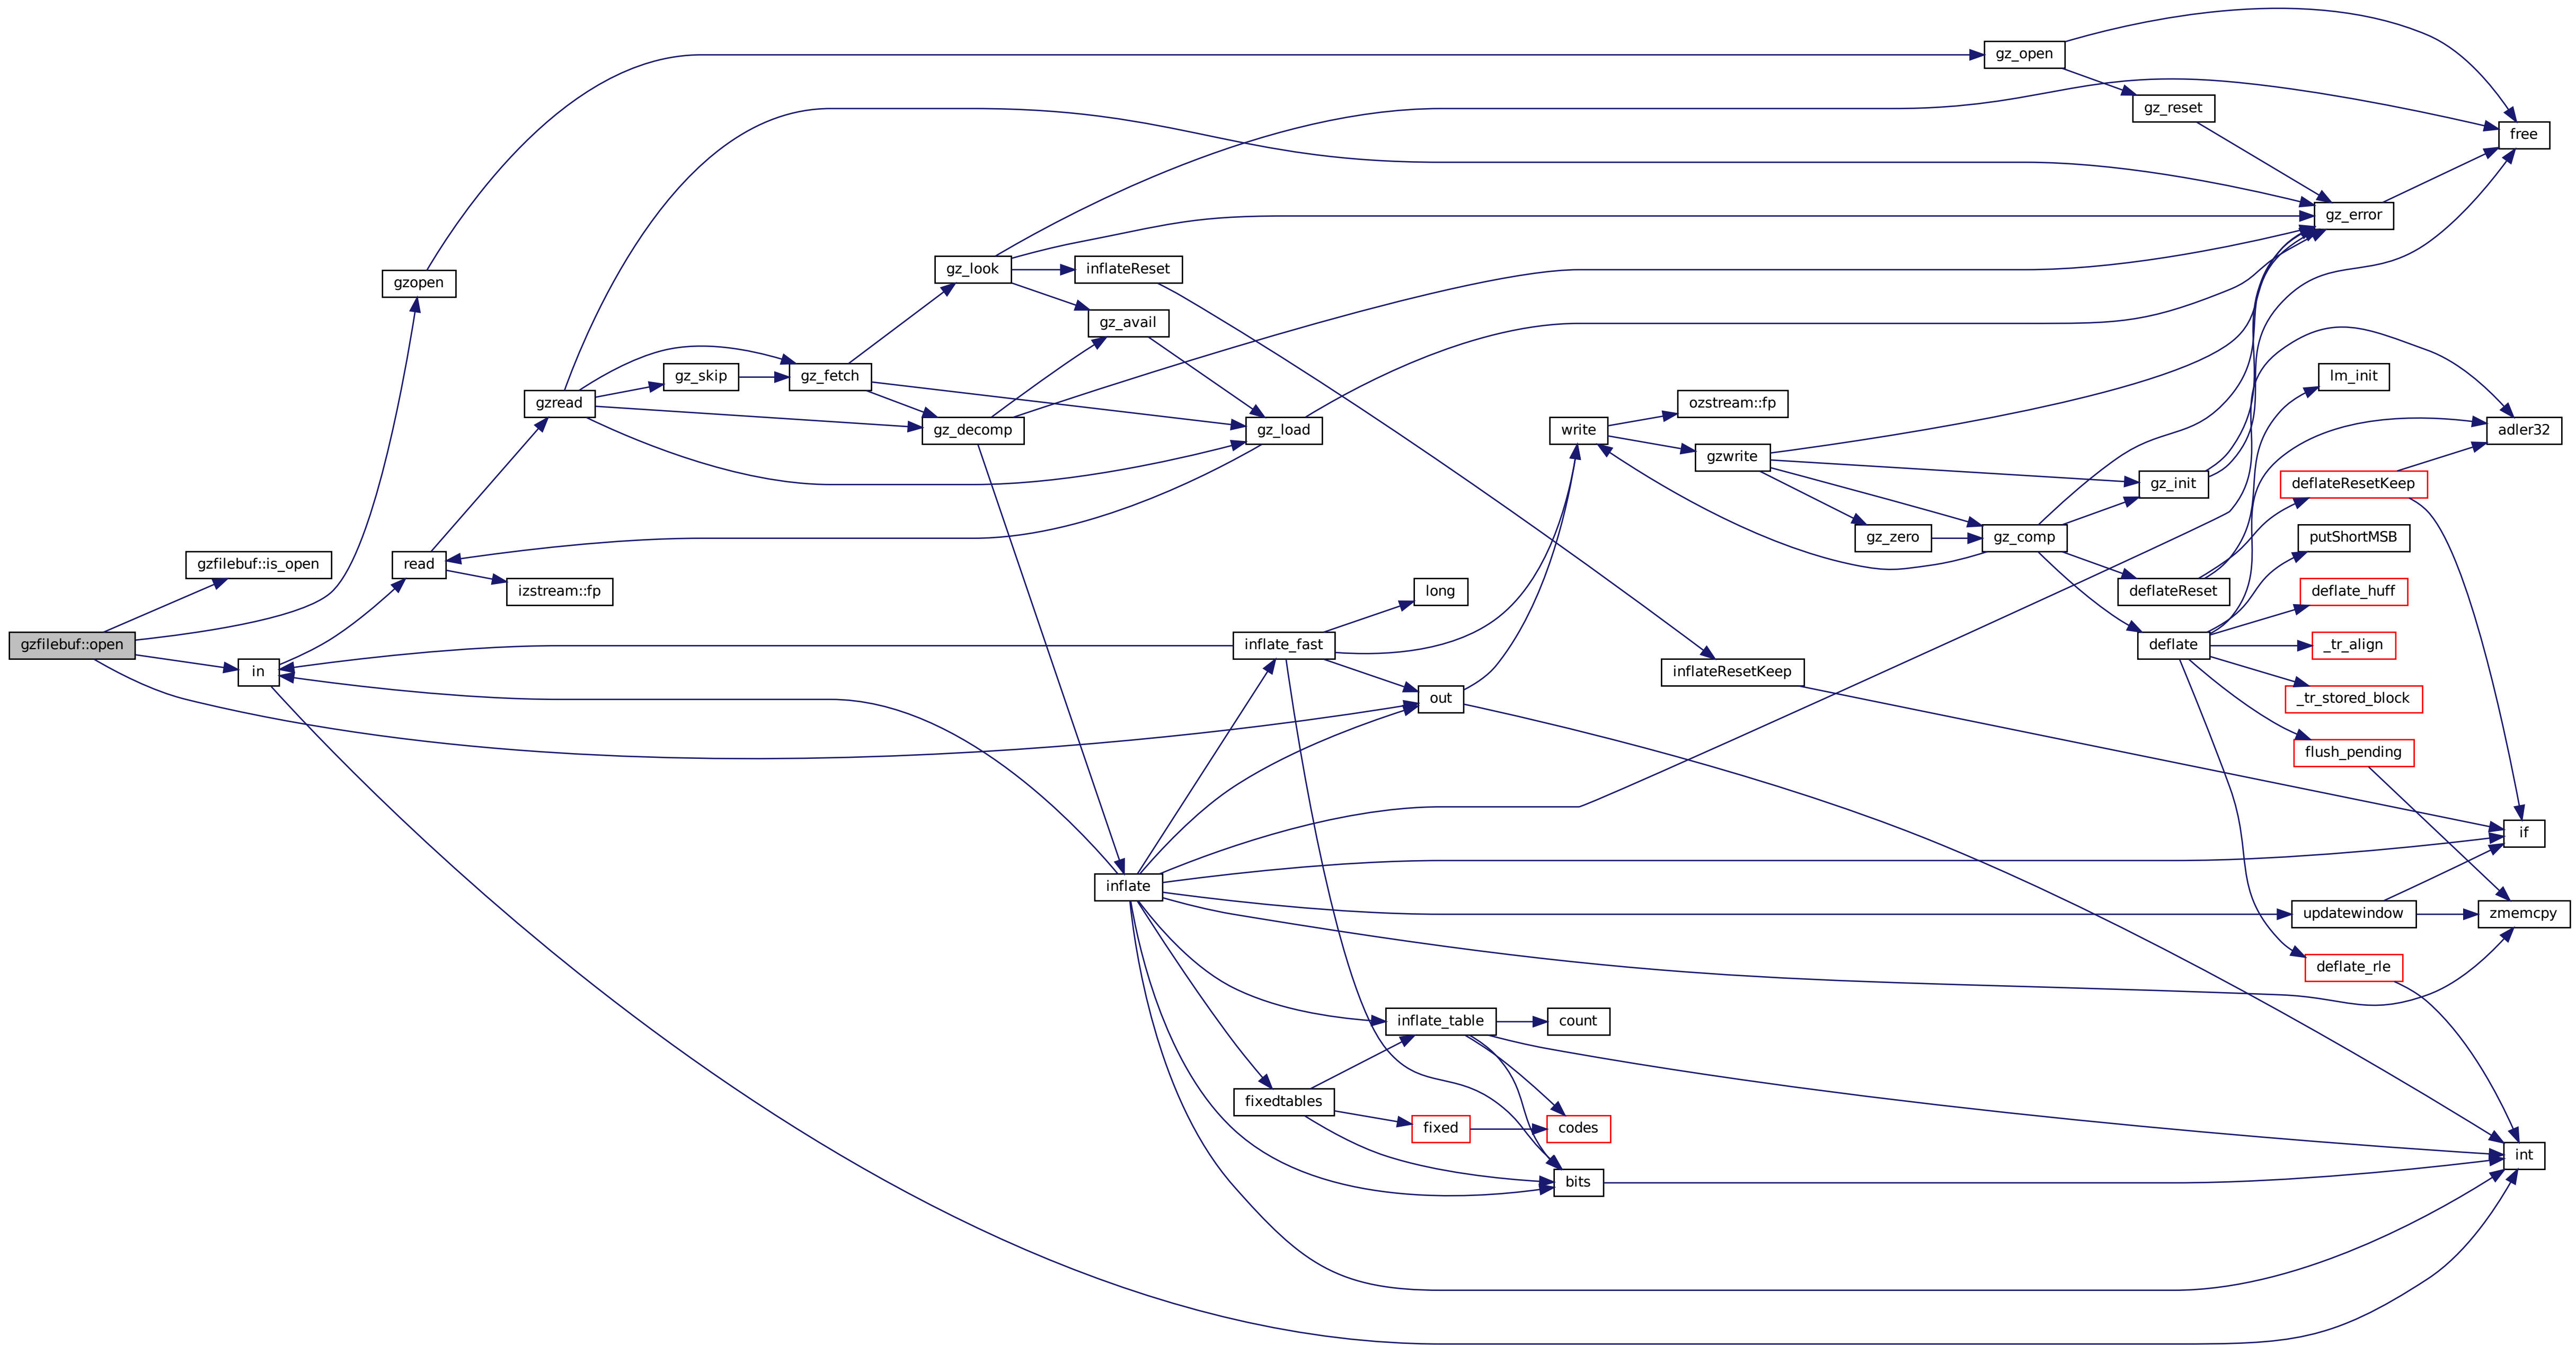 gzfilebuf::open
gzfilebuf::is_open
gzopen
in
read
izstream::fp
gzread
gz_skip
gz_fetch
gz_look
gz_decomp
inflateReset
gz_avail
gz_load
inflate
inflate_fast
long
out
write
ozstream::fp
gzwrite
gz_zero
gz_comp
inflateResetKeep
inflate_table
count
fixedtables
fixed
codes
bits
gz_open
gz_reset
gz_error
free
gz_init
deflateReset
deflate
lm_init
adler32
deflateResetKeep
putShortMSB
deflate_huff
_tr_align
_tr_stored_block
flush_pending
if
updatewindow
zmemcpy
deflate_rle
int